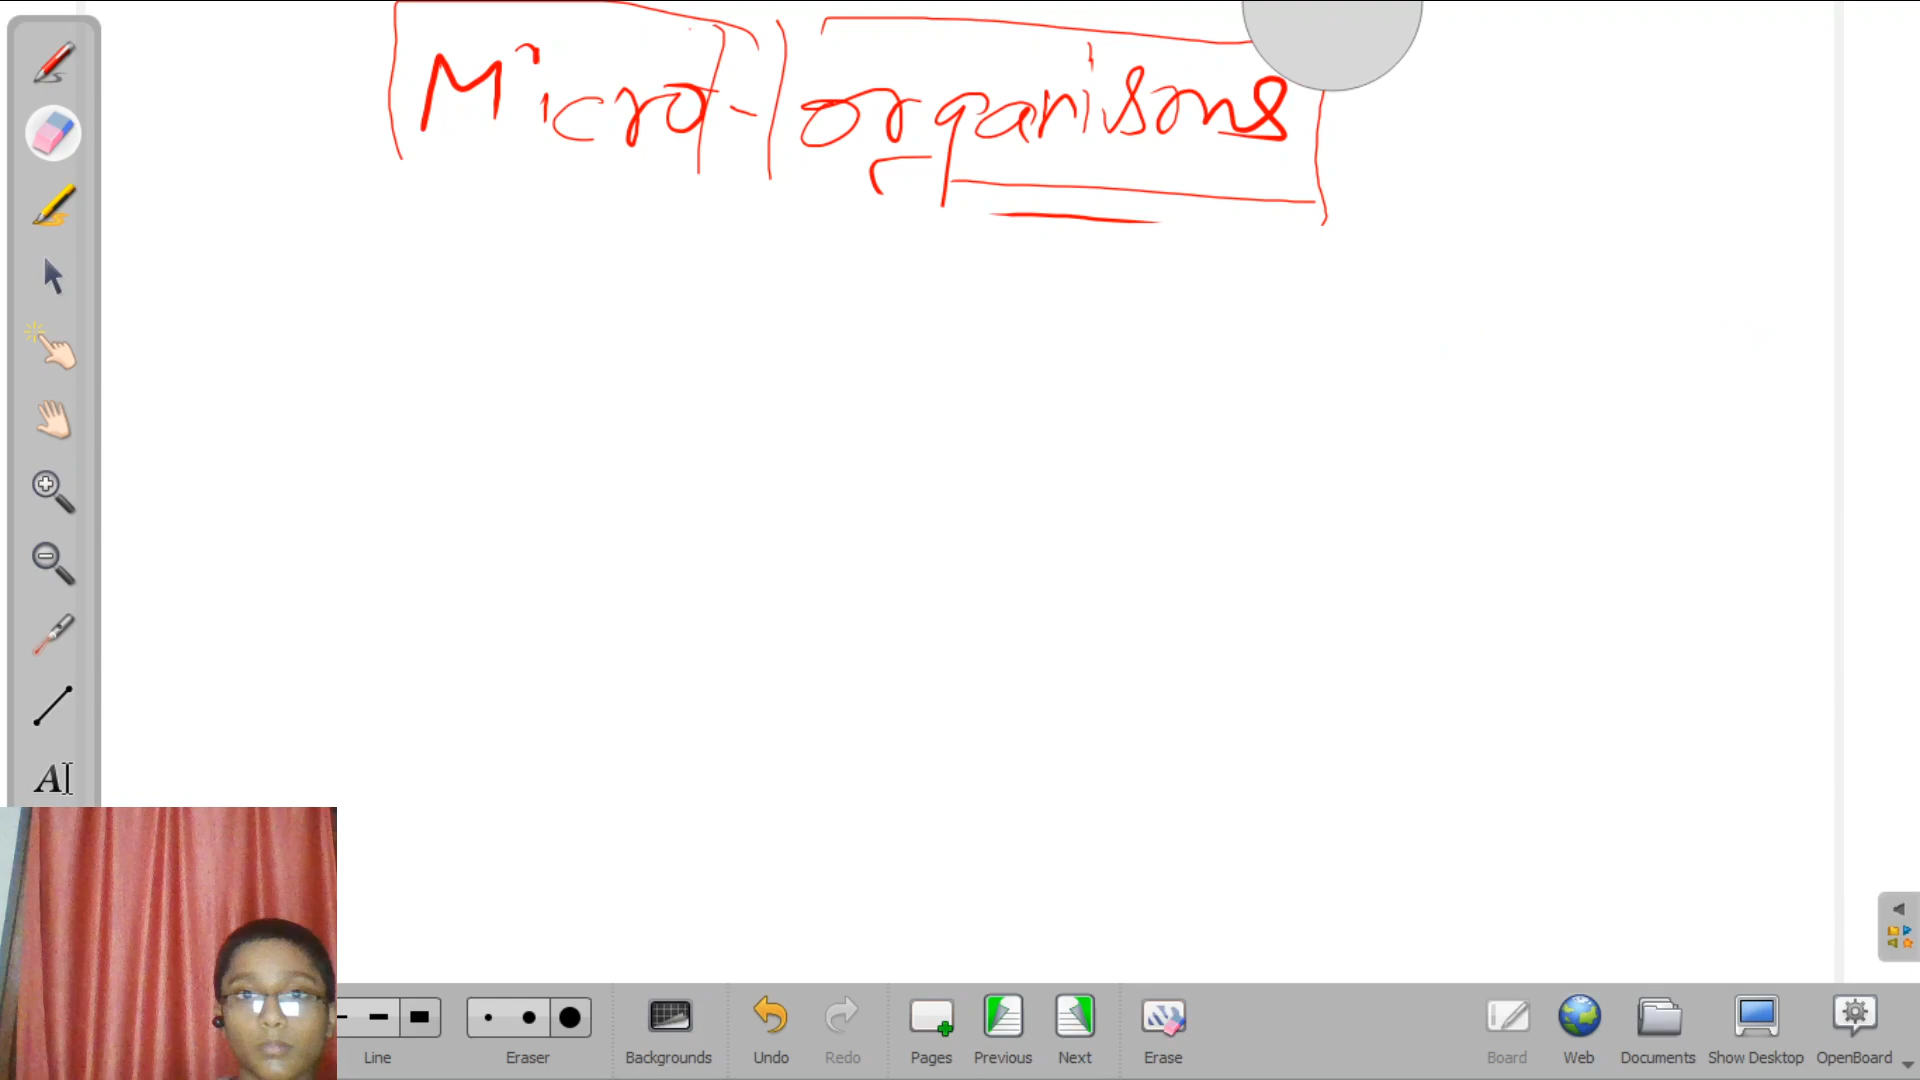 Micro-organisms
A
Line
Eraser
Backgrounds
Undo
Redo
Pages
Previous
Next
Erase
Board
Web
Documents
Show Desktop
OpenBoard